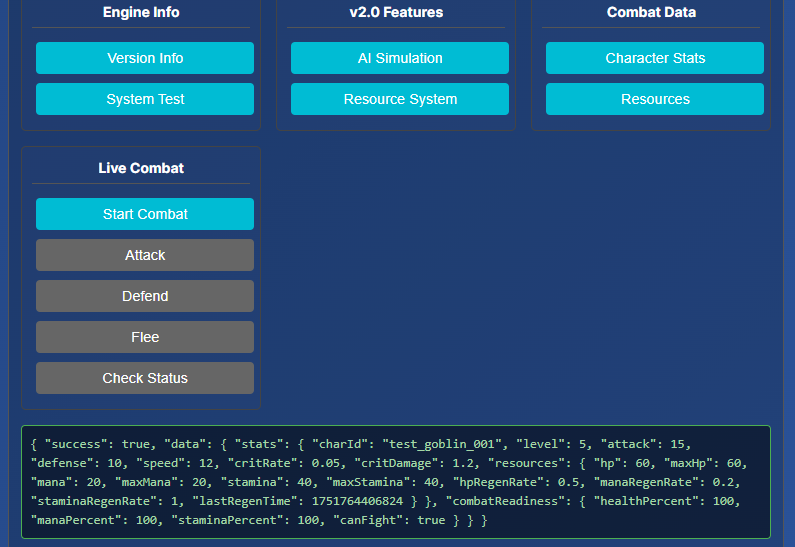 Engine Info
Version Info
System Test
v2.0 Features
AI Simulation
Resource System
Combat Data
Character Stats
Resources
Live Combat
Start Combat
Attack
Defend
Flee
Check Status
{ "success": true, "data": { "stats": { "charId": "test_goblin_001", "level": 5, "attack": 15,
"defense": 10, "speed": 12, "critRate": 0.05, "critDamage": 1.2, "resources": { "hp": 60, "maxHp": 60,
"mana": 20, "maxMana": 20, "stamina": 40, "maxStamina": 40, "hpRegenRate": 0.5, "manaRegenRate": 0.2,
"staminaRegenRate": 1, "lastRegenTime": 1751764406824 } }, "combatReadiness": { "healthPercent": 100,
"manaPercent": 100, "staminaPercent": 100, "canFight": true } } }